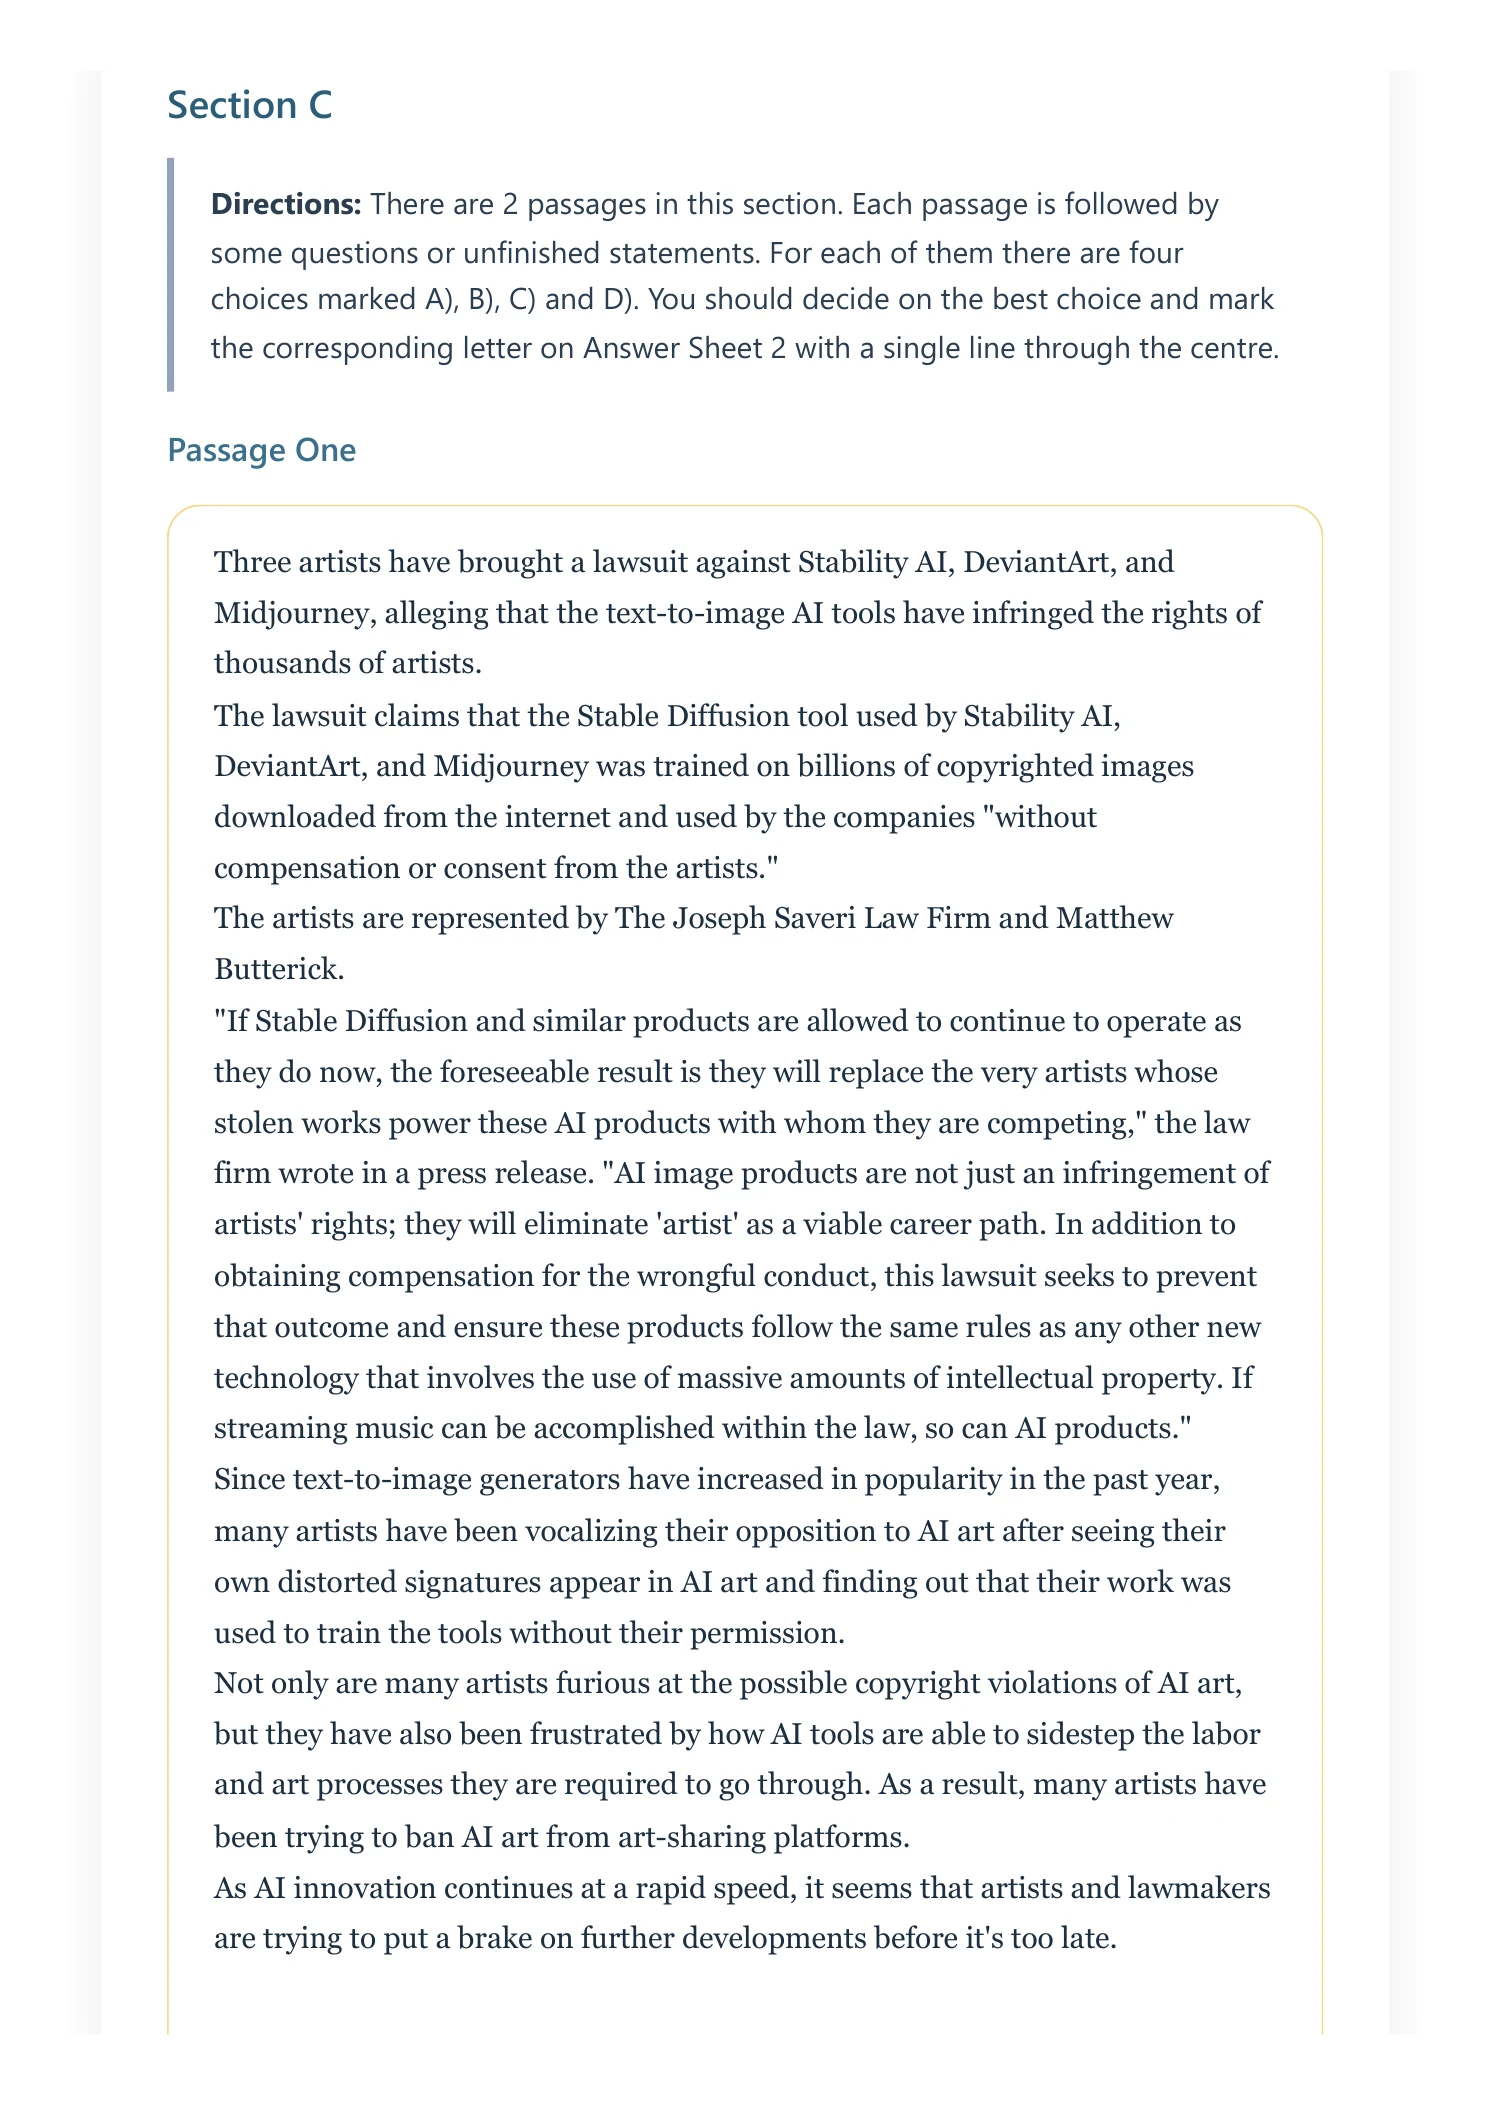 Section C
Directions: There are 2 passages in this section. Each passage is followed by
some questions or unfinished statements. For each of them there are four
choices marked A), B), C) and D). You should decide on the best choice and mark
the corresponding letter on Answer Sheet 2 with a single line through the centre.
Passage One
Three artists have brought a lawsuit against Stability AI, DeviantArt, and
Midjourney, alleging that the text-to-image AI tools have infringed the rights of
thousands of artists.
The lawsuit claims that the Stable Diffusion tool used by Stability AI,
DeviantArt, and Midjourney was trained on billions of copyrighted images
downloaded from the internet and used by the companies "without
compensation or consent from the artists."
The artists are represented by The Joseph Saveri Law Firm and Matthew
Butterick.
"If Stable Diffusion and similar products are allowed to continue to operate as
they do now, the foreseeable result is they will replace the very artists whose
stolen works power these AI products with whom they are competing," the law
firm wrote in a press release. "AI image products are not just an infringement of
artists' rights; they will eliminate 'artist' as a viable career path. In addition to
obtaining compensation for the wrongful conduct, this lawsuit seeks to prevent
that outcome and ensure these products follow the same rules as any other new
technology that involves the use of massive amounts of intellectual property. If
streaming music can be accomplished within the law, so can AI products."
Since text-to-image generators have increased in popularity in the past year,
many artists have been vocalizing their opposition to AI art after seeing their
own distorted signatures appear in AI art and finding out that their work was
used to train the tools without their permission.
Not only are many artists furious at the possible copyright violations of AI art,
but they have also been frustrated by how AI tools are able to sidestep the labor
and art processes they are required to go through. As a result, many artists have
been trying to ban AI art from art-sharing platforms.
As AI innovation continues at a rapid speed, it seems that artists and lawmakers
are trying to put a brake on further developments before it's too late.